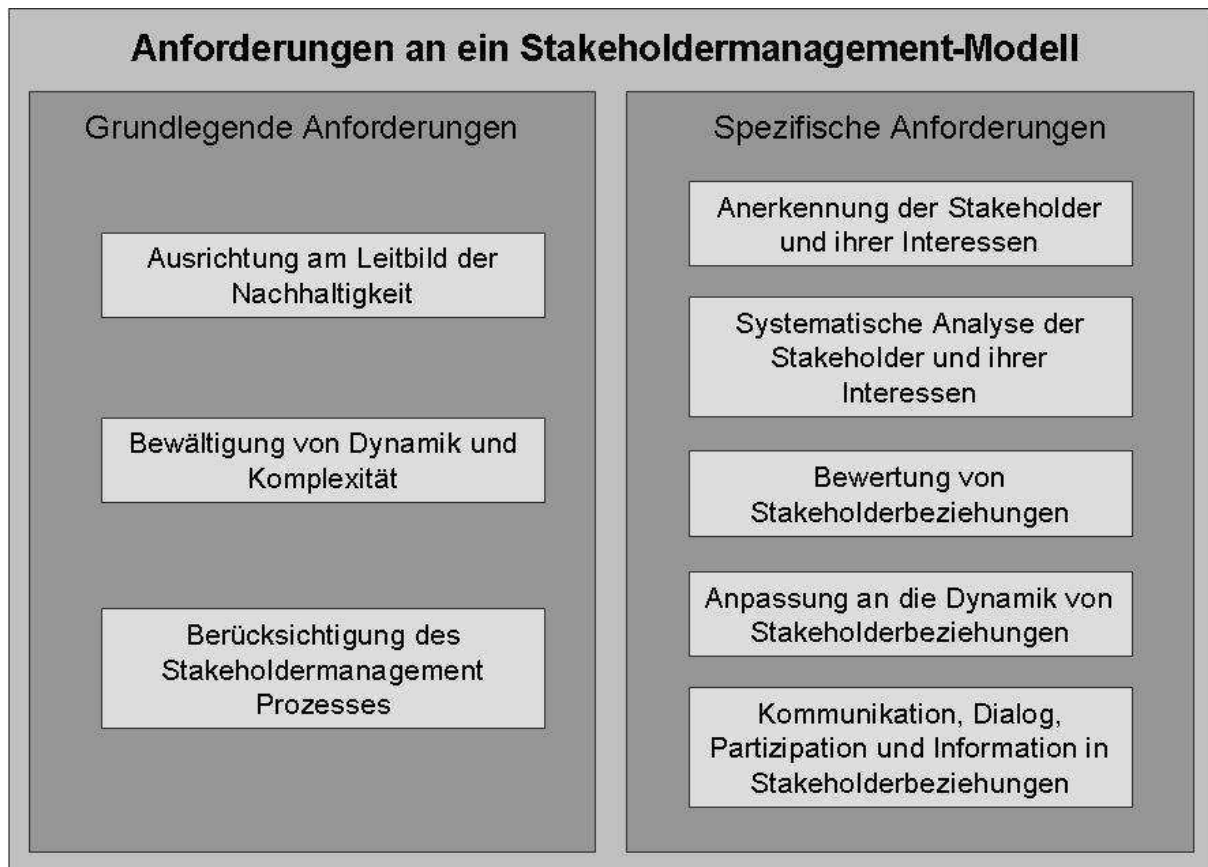 Anforderungen an ein Stakeholdermanagement-Modell
Grundlegende Anforderungen
Ausrichtung am Leitbild der
Nachhaltigkeit
Bewältigung von Dynamik und
Komplexität
Berücksichtigung des
Stakeholdermanagement
Prozesses
Spezifische Anforderungen
Anerkennung der Stakeholder
und ihrer Interessen
Systematische Analyse der
Stakeholder und ihrer
Interessen
Bewertung von
Stakeholderbeziehungen
Anpassung an die Dynamik von
Stakeholderbeziehungen
Kommunikation, Dialog,
Partizipation und Information in
Stakeholderbeziehungen